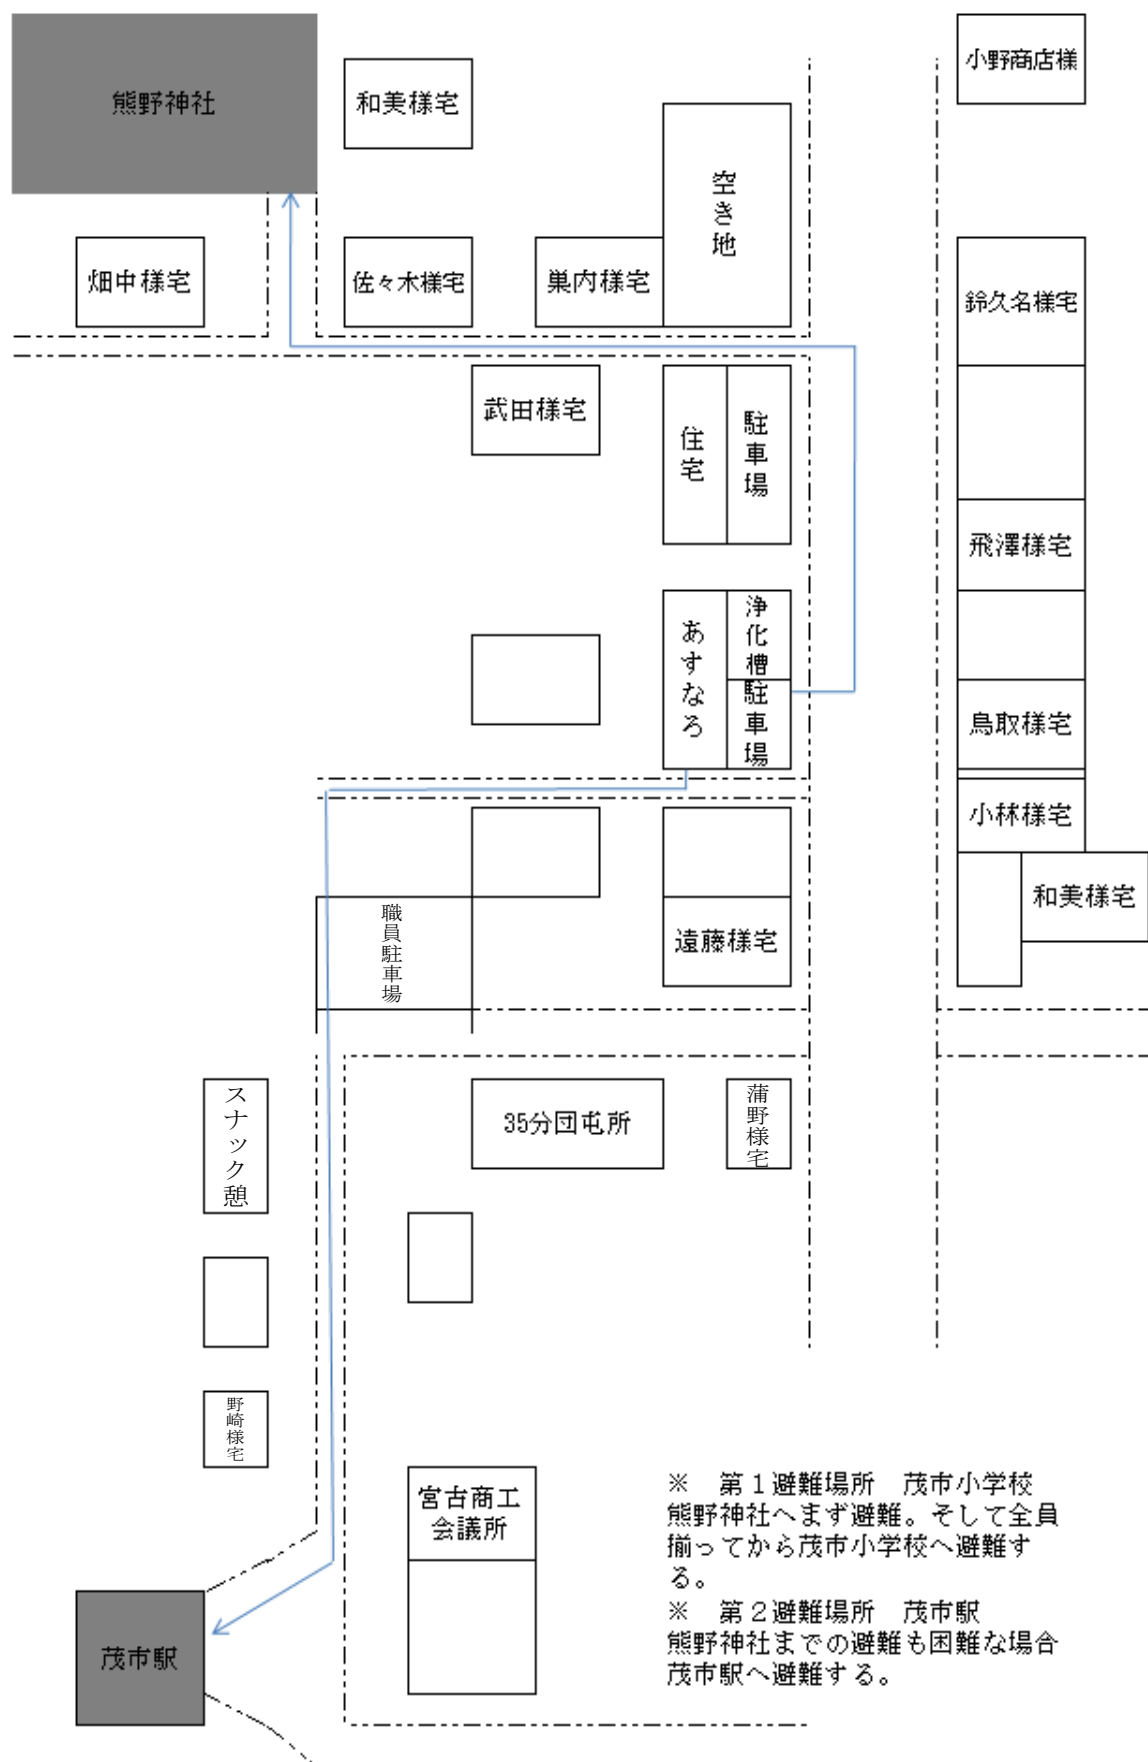 小野商店様
熊野神社
和美様宅
空き地
畑中様宅
佐々木様宅
巣内様宅
鈴久名様宅
武田様宅
住宅
駐車場
飛澤様宅
あすなろ
浄化槽
駐車場
鳥取様宅
小林様宅
和美様宅
職員駐車場
遠藤様宅
スナック憩
35分団屯所
蒲野様宅
野崎様宅
宮古商工
会議所
※　第１避難場所　茂市小学校
熊野神社へまず避難。そして全員
揃ってから茂市小学校へ避難す
る。
※　第２避難場所　茂市駅
熊野神社までの避難も困難な場合
茂市駅へ避難する。
茂市駅